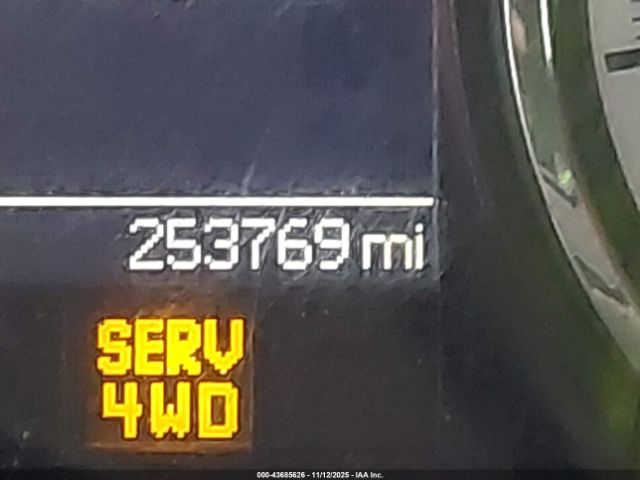 253769 mi
SERV
4WD
000-43685626 - 11/12/2025 - IAA Inc.